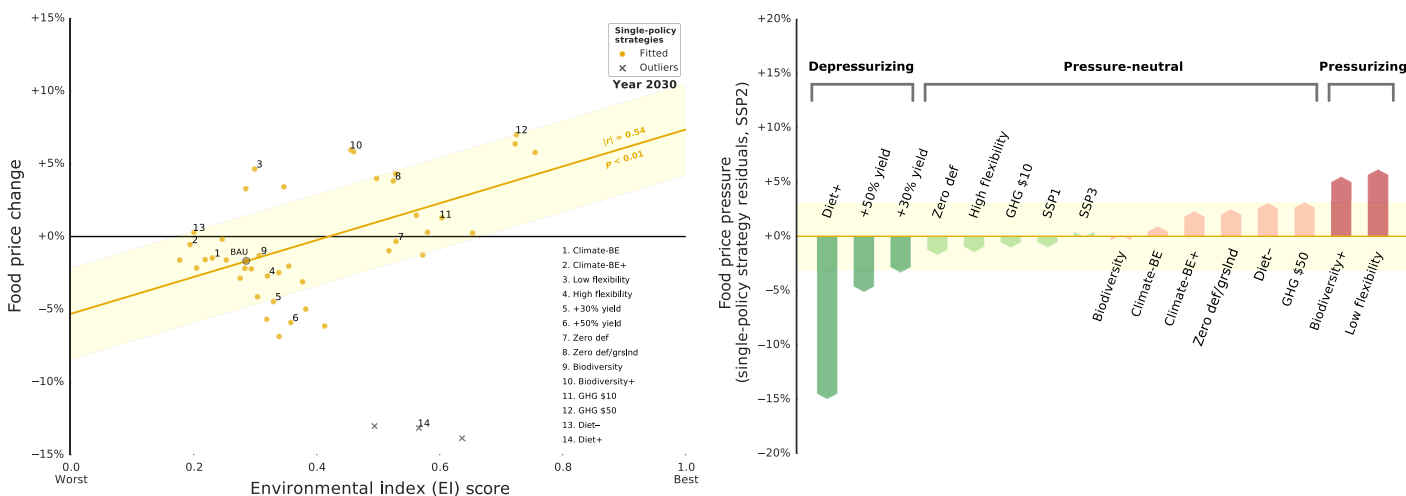 +15%
+10%
+5%
+0%
−5%
−10%
−15%
Food price change
0.0
0.2
0.4
0.6
0.8
1.0
Worst
Best
Environmental index (EI) score
Single-policy
strategies
Fitted
Outliers
Year 2030
|r| = 0.54
P < 0.01
12
10
3
8
11
13
2
1
BAU
9
7
4
5
6
14
1. Climate-BE
2. Climate-BE+
3. Low flexibility
4. High flexibility
5. +30% yield
6. +50% yield
7. Zero def
8. Zero def/grslnd
9. Biodiversity
10. Biodiversity+
11. GHG $10
12. GHG $50
13. Diet−
14. Diet+
+20%
+15%
+10%
+5%
+0%
−5%
−10%
−15%
−20%
Food price pressure
(single-policy strategy residuals, SSP2)
Depressurizing
Pressure-neutral
Pressurizing
Diet+
+50% yield
+30% yield
Zero def
High flexibility
GHG $10
SSP1
SSP3
Biodiversity
Climate-BE
Climate-BE+
Zero def/grslnd
Diet−
GHG $50
Biodiversity+
Low flexibility